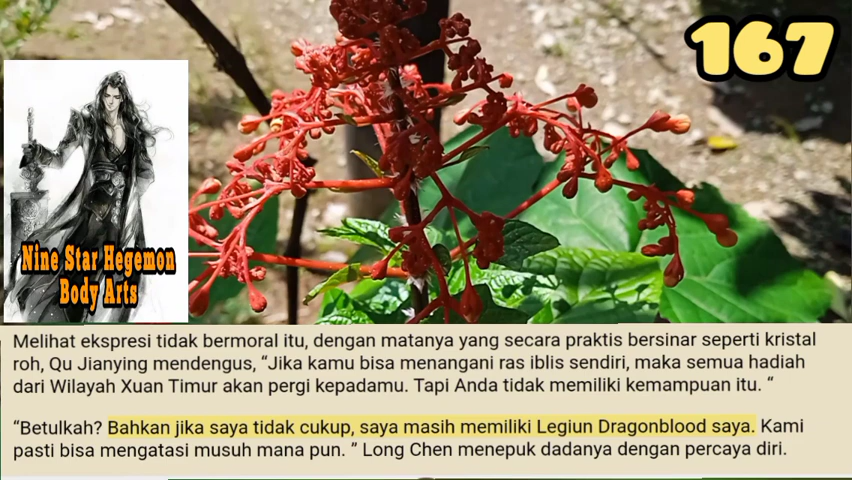 167
Nine Star Hegemon
Body Arts
Melihat ekspresi tidak bermoral itu, dengan matanya yang secara praktis bersinar seperti kristal
roh, Qu Jianying mendengus, “Jika kamu bisa menangani ras iblis sendiri, maka semua hadiah
dari Wilayah Xuan Timur akan pergi kepadamu. Tapi Anda tidak memiliki kemampuan itu. “
“Betulkah? Bahkan jika saya tidak cukup, saya masih memiliki Legiun Dragonblood saya. Kami
pasti bisa mengatasi musuh mana pun. ” Long Chen menepuk dadanya dengan percaya diri.